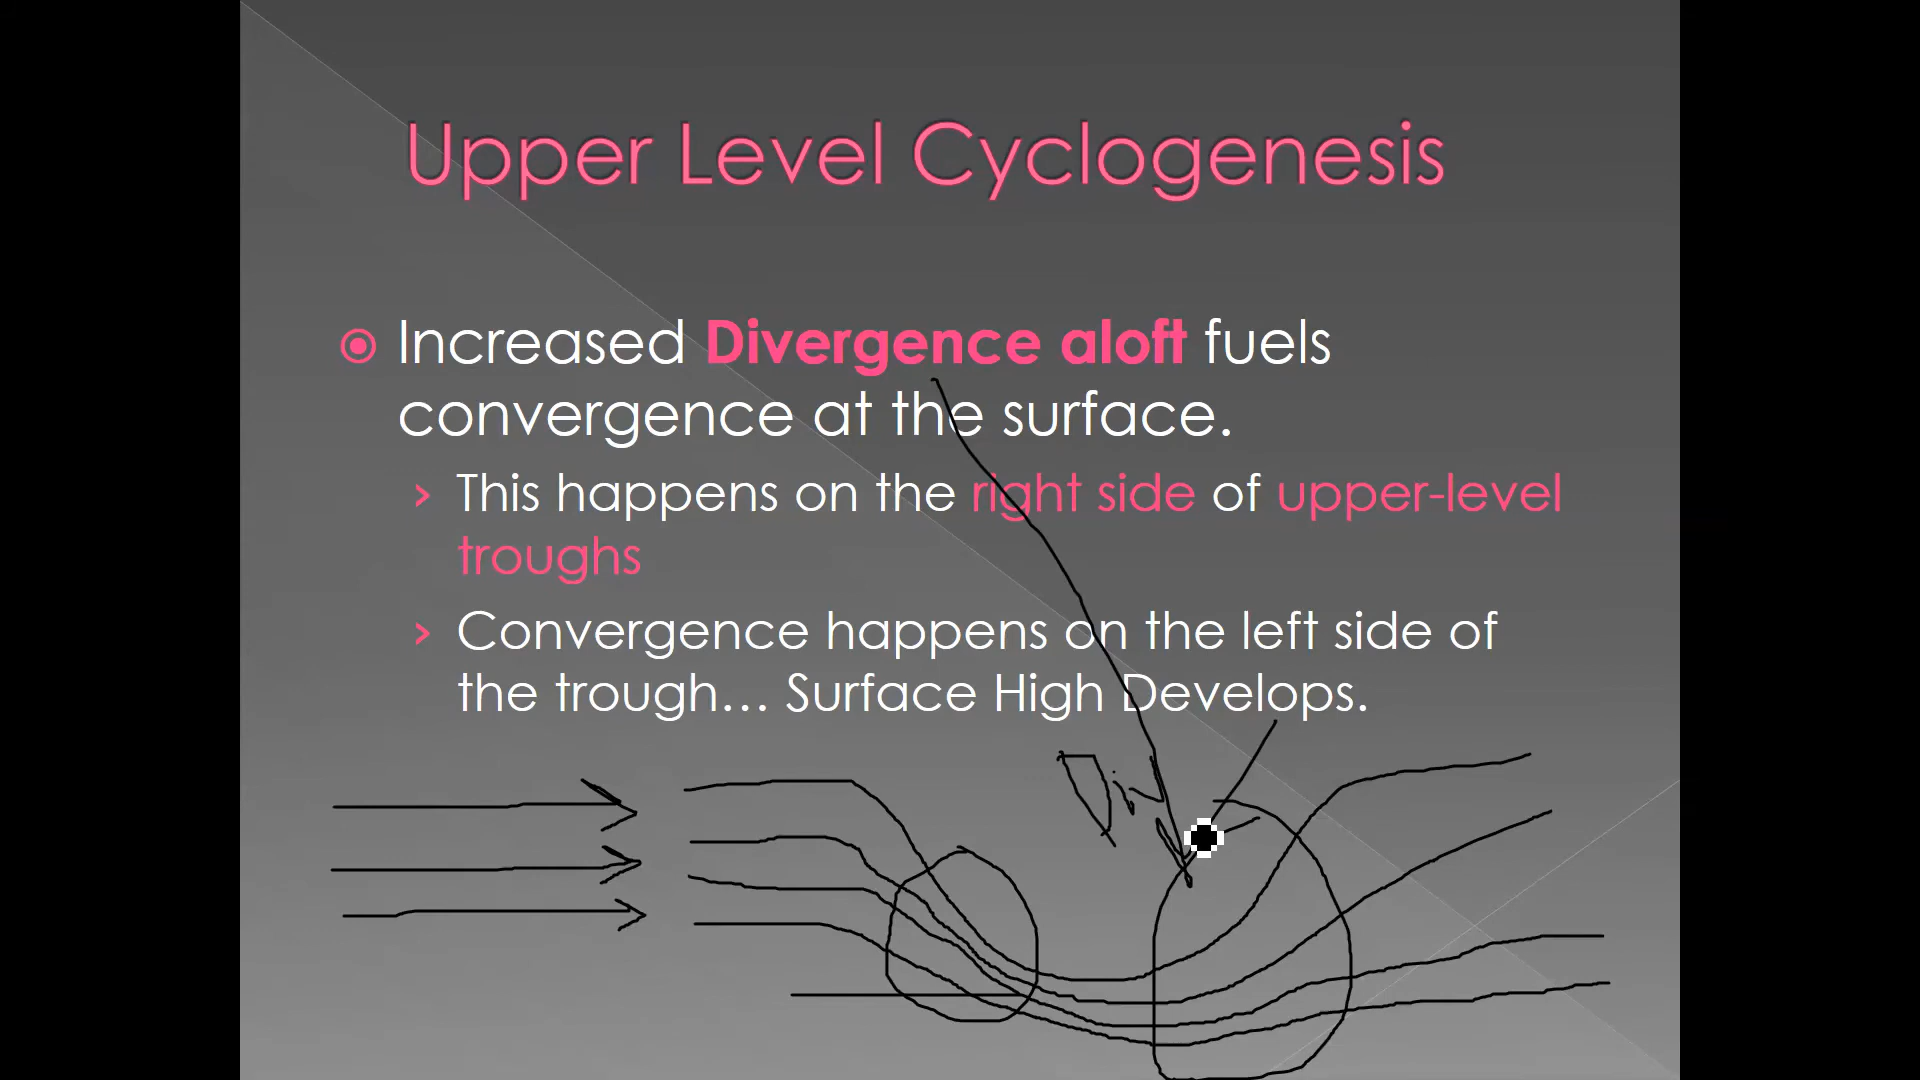 Upper Level Cyclogenesis
Increased Divergence aloft fuels
convergence at the surface.
This happens on the right side of upper-level
troughs
Convergence happens on the left side of
the trough... Surface High Develops.